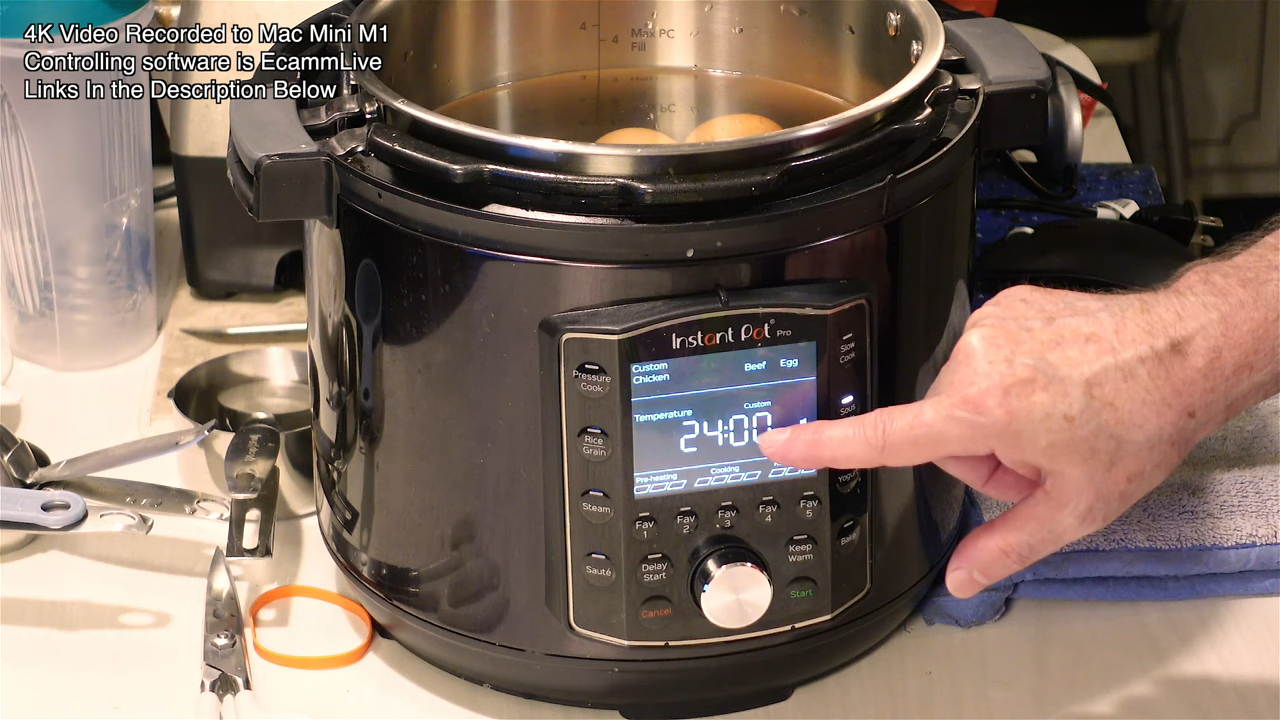 4K Video Recorded to Mac Mini M1
Controlling software is EcammLive
Links In the Description Below
4
4
Max PC
Fill
Instant Pot® Pro
Pressure
Cook
Rice
Grain
Steam
Sauté
Custom
Chicken
Beef Egg
Custom
Temperature
24:00
Pre-heating Cooking
Slow
Cook
Sous
Yogurt
Bake
Fav
1
Fav
2
Fav
3
Fav
4
Fav
5
Delay
Start
Keep
Warm
Cancel
Start